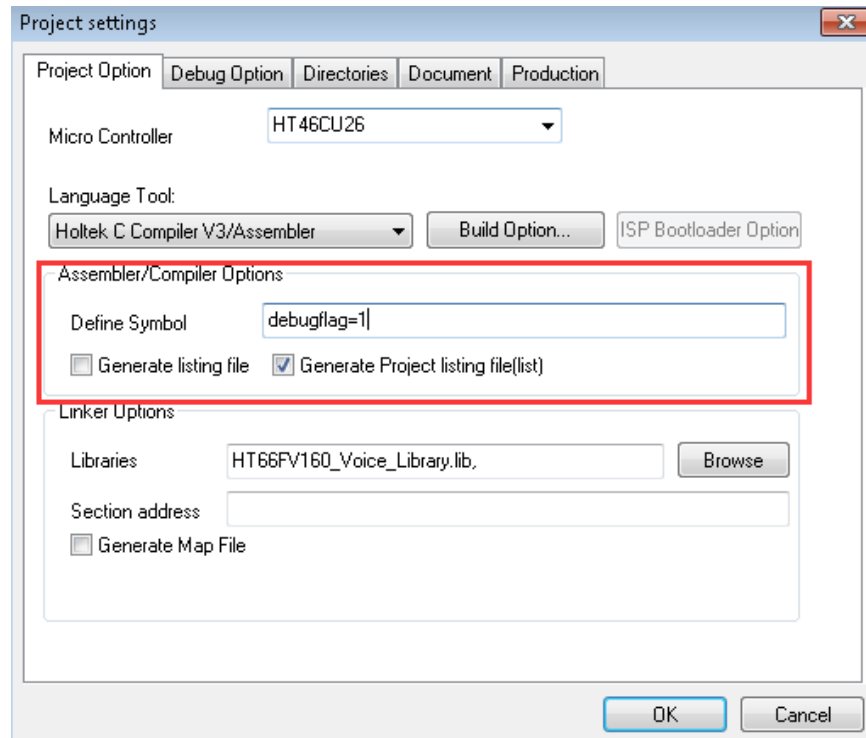 Project settings
Project Option Debug Option Directories Document Production
Micro Controller HT46CU26
Language Tool:
Holtek C Compiler V3/Assembler Build Option... ISP Bootloader Option
Assembler/Compiler Options
Define Symbol debugflag=1
Generate listing file Generate Project listing file(list)
Linker Options
Libraries HT66FV160_Voice_Library.lib, Browse
Section address
Generate Map File
OK Cancel